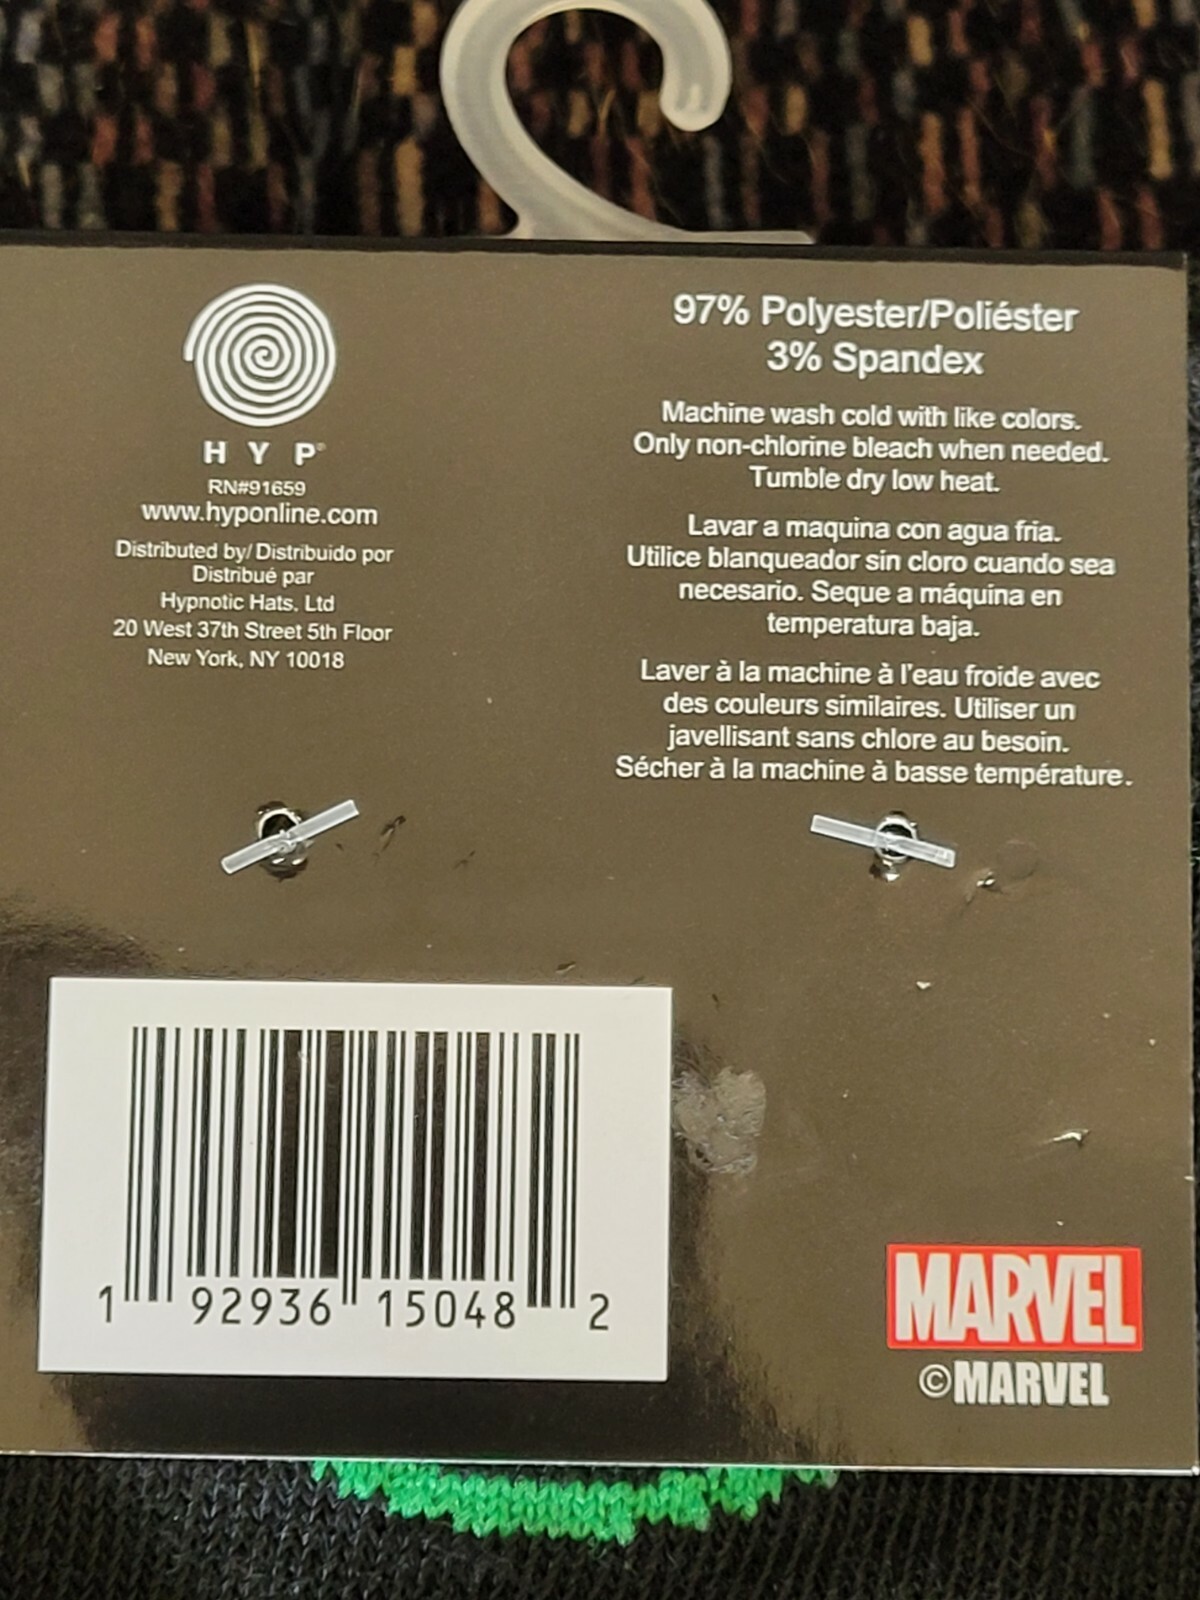 HYP®
RN#91659
www.hyponline.com
Distributed by/ Distribuido por
Distribué par
Hypnotic Hats, Ltd
20 West 37th Street 5th Floor
New York, NY 10018
97% Polyester/Poliéster
3% Spandex
Machine wash cold with like colors.
Only non-chlorine bleach when needed.
Tumble dry low heat.
Lavar a maquina con agua fria.
Utilice blanqueador sin cloro cuando sea
necesario. Seque a máquina en
temperatura baja.
Laver à la machine à l'eau froide avec
des couleurs similaires. Utiliser un
javellisant sans chlore au besoin.
Sécher à la machine à basse température.
1 92936 15048 2
MARVEL
©MARVEL